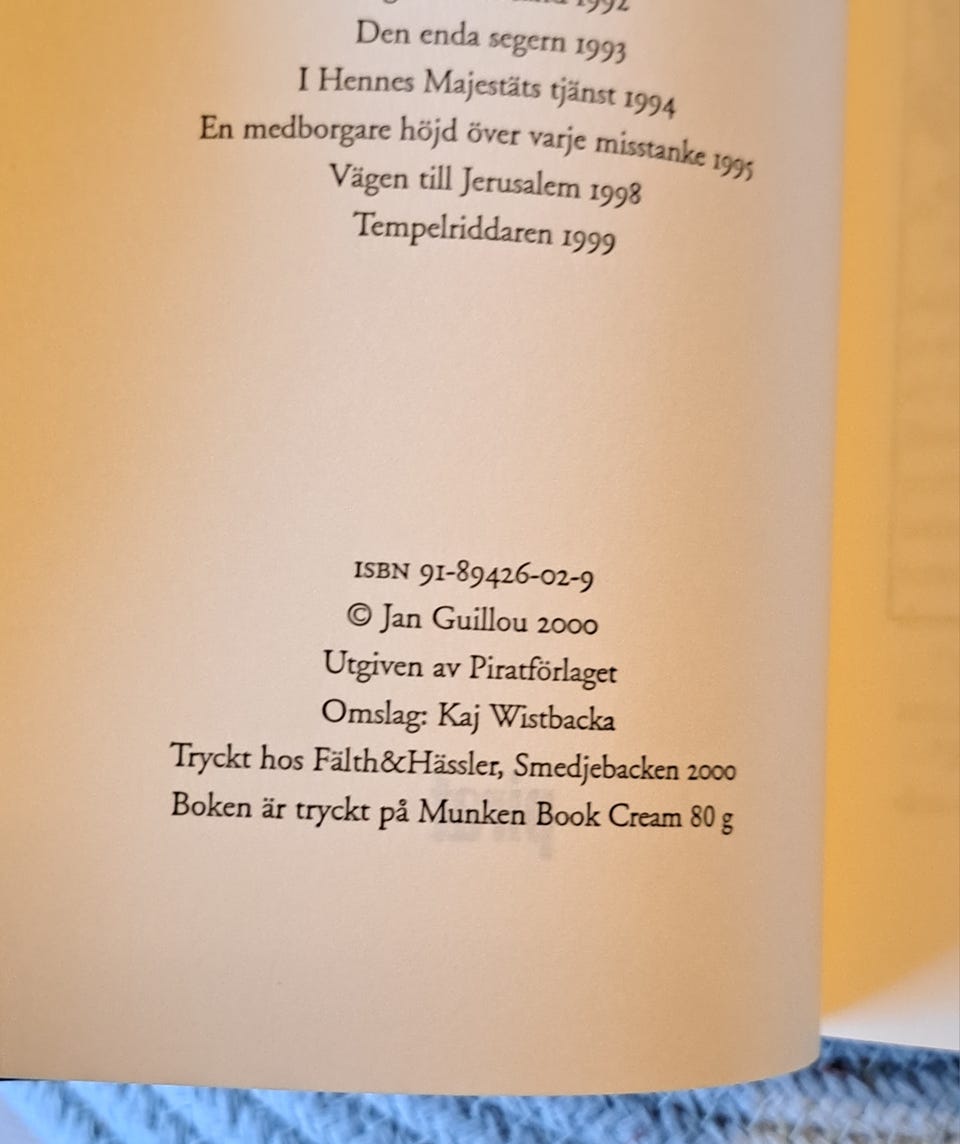 1992
Den enda segern 1993
I Hennes Majestäts tjänst 1994
En medborgare höjd över varje misstanke 1995
Vägen till Jerusalem 1998
Tempelriddaren 1999
ISBN 91-89426-02-9
© Jan Guillou 2000
Utgiven av Piratförlaget
Omslag: Kaj Wistbacka
Tryckt hos Fälth&Hässler, Smedjebacken 2000
Boken är tryckt på Munken Book Cream 80 g